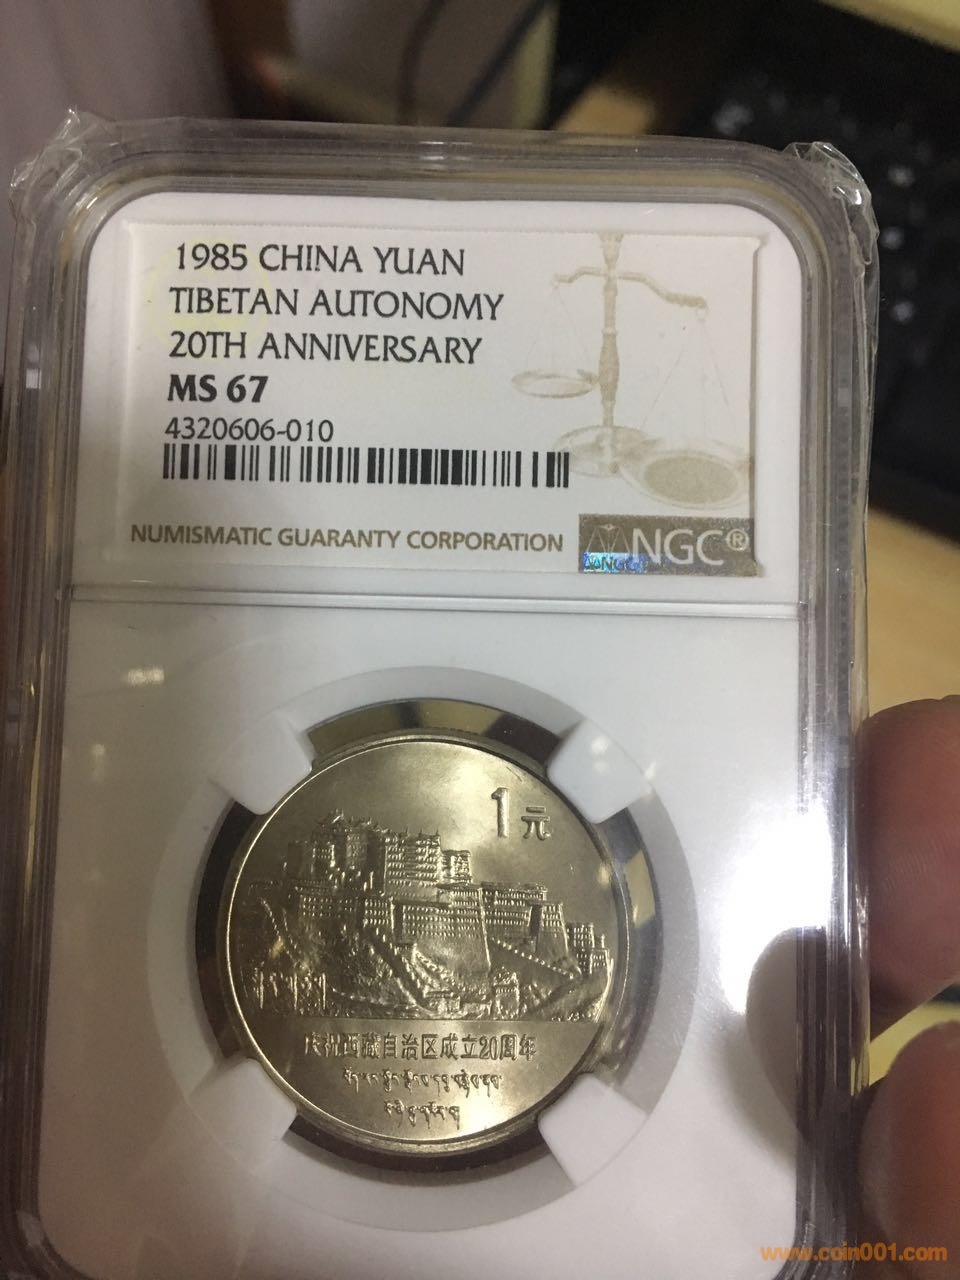 1985 CHINA YUAN
TIBETAN AUTONOMY
20TH ANNIVERSARY
MS 67
4320606-010
NUMISMATIC GUARANTY CORPORATION
NGC®
NGC
1元
庆祝西藏自治区成立20周年
www.coin001.com